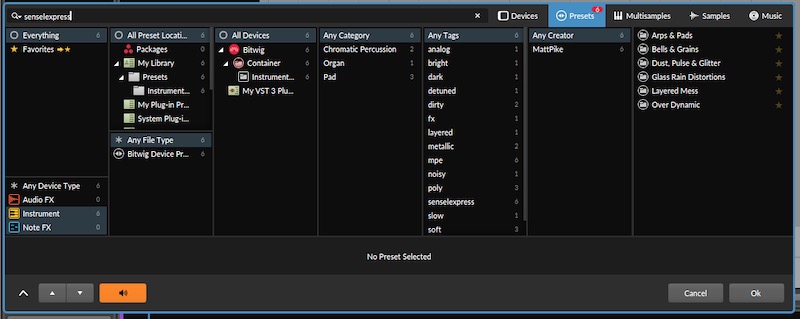 senselexpress
×
Devices
Presets 6
Multisamples
Samples
Music
Everything 6
Favorites
Any Device Type 6
Audio FX 0
Instrument 6
Note FX 0
All Preset Locati... 6
Packages 0
My Library 6
Presets 6
Instrument... 6
My Plug-in Pr... 0
System Plug-i... 0
Any File Type 6
Bitwig Device Pr... 6
All Devices 6
Bitwig 6
Container 6
Instrument... 6
My VST 3 Plu... 0
Any Category 6
Chromatic Percussion 2
Organ 1
Pad 3
Any Tags 6
analog 1
bright 1
dark 1
detuned 1
dirty 2
fx 1
layered 1
metallic 2
mpe 6
noisy 1
poly 3
senselexpress 6
slow 1
soft 3
Any Creator 6
MattPike 6
Arps & Pads
Bells & Grains
Dust, Pulse & Glitter
Glass Rain Distortions
Layered Mess
Over Dynamic
No Preset Selected
Cancel
Ok